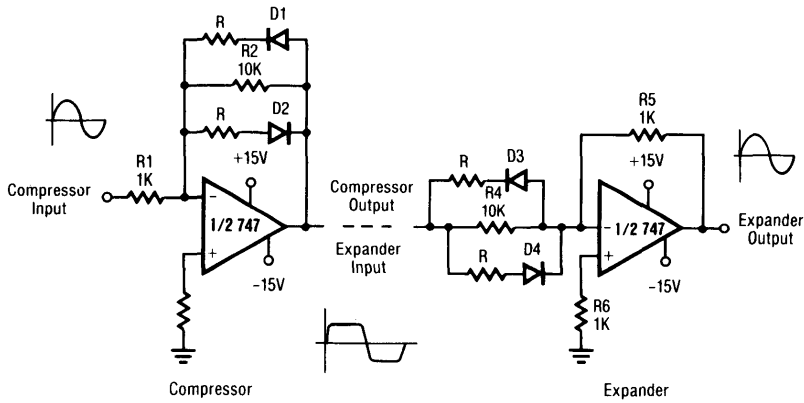 D1
R
R2
10K
R
D2
R1
1K
+15V
Compressor
Input
−
1/2 747
+
−15V
Compressor
Output
Expander
Input
R
D3
R4
10K
R
D4
R5
1K
+15V
−
1/2 747
+
−15V
R6
1K
Expander
Output
Compressor
Expander